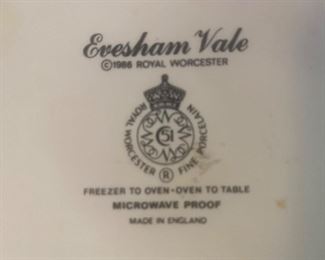 Evesham Vale
©1986 ROYAL WORCESTER
ROYAL WORCESTER ® FINE PORCELAIN
51
FREEZER TO OVEN-OVEN TO TABLE
MICROWAVE PROOF
MADE IN ENGLAND